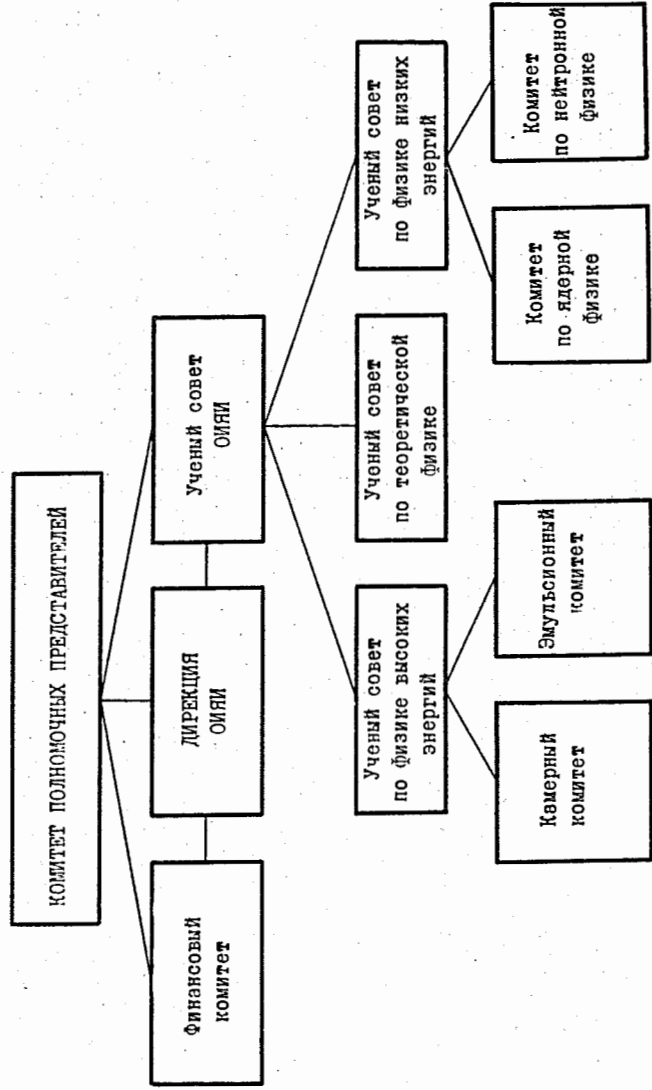 КОМИТЕТ ПОЛНОМОЧНЫХ ПРЕДСТАВИТЕЛЕЙ
Финансовый
комитет
ДИРЕКЦИЯ
ОИЯИ
Ученый совет
ОИЯИ
Ученый совет
по физике высоких
энергий
Ученый совет
по теоретической
физике
Ученый совет
по физике низких
энергий
Камерный
комитет
Эмульсионный
комитет
Комитет
по ядерной
физике
Комитет
по нейтронной
физике